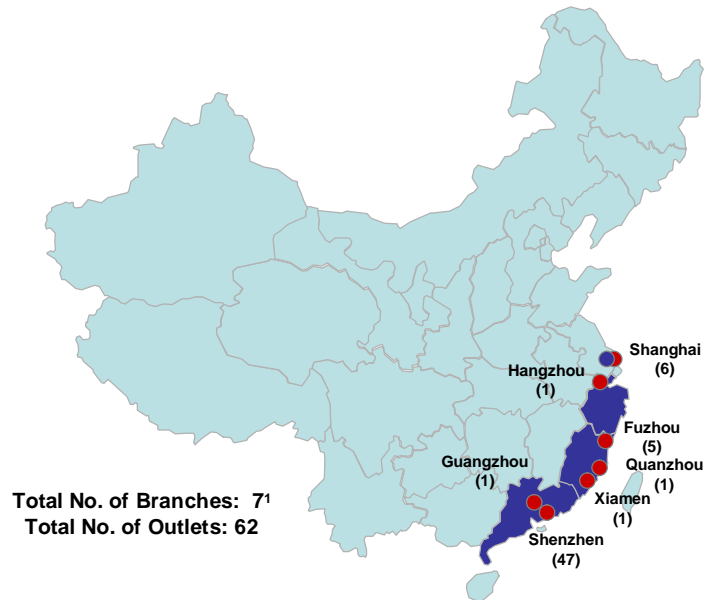 Shanghai
(6)
Hangzhou
(1)
Fuzhou
(5)
Guangzhou
(1)
Quanzhou
(1)
Xiamen
(1)
Total No. of Branches: 7¹
Total No. of Outlets: 62
Shenzhen
(47)